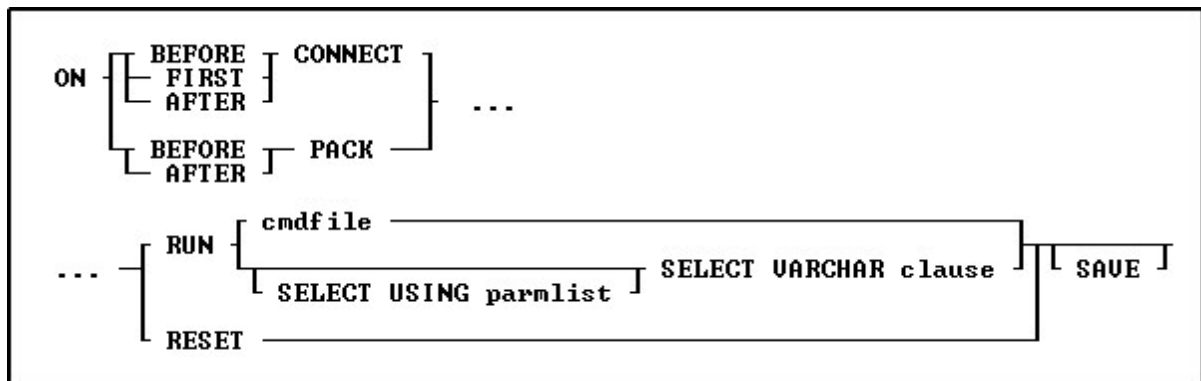 BEFORE CONNECT
ON FIRST
AFTER
...
BEFORE PACK
AFTER
cmdfile
RUN
SELECT VARCHAR clause
... SAVE
SELECT USING parmlist
RESET